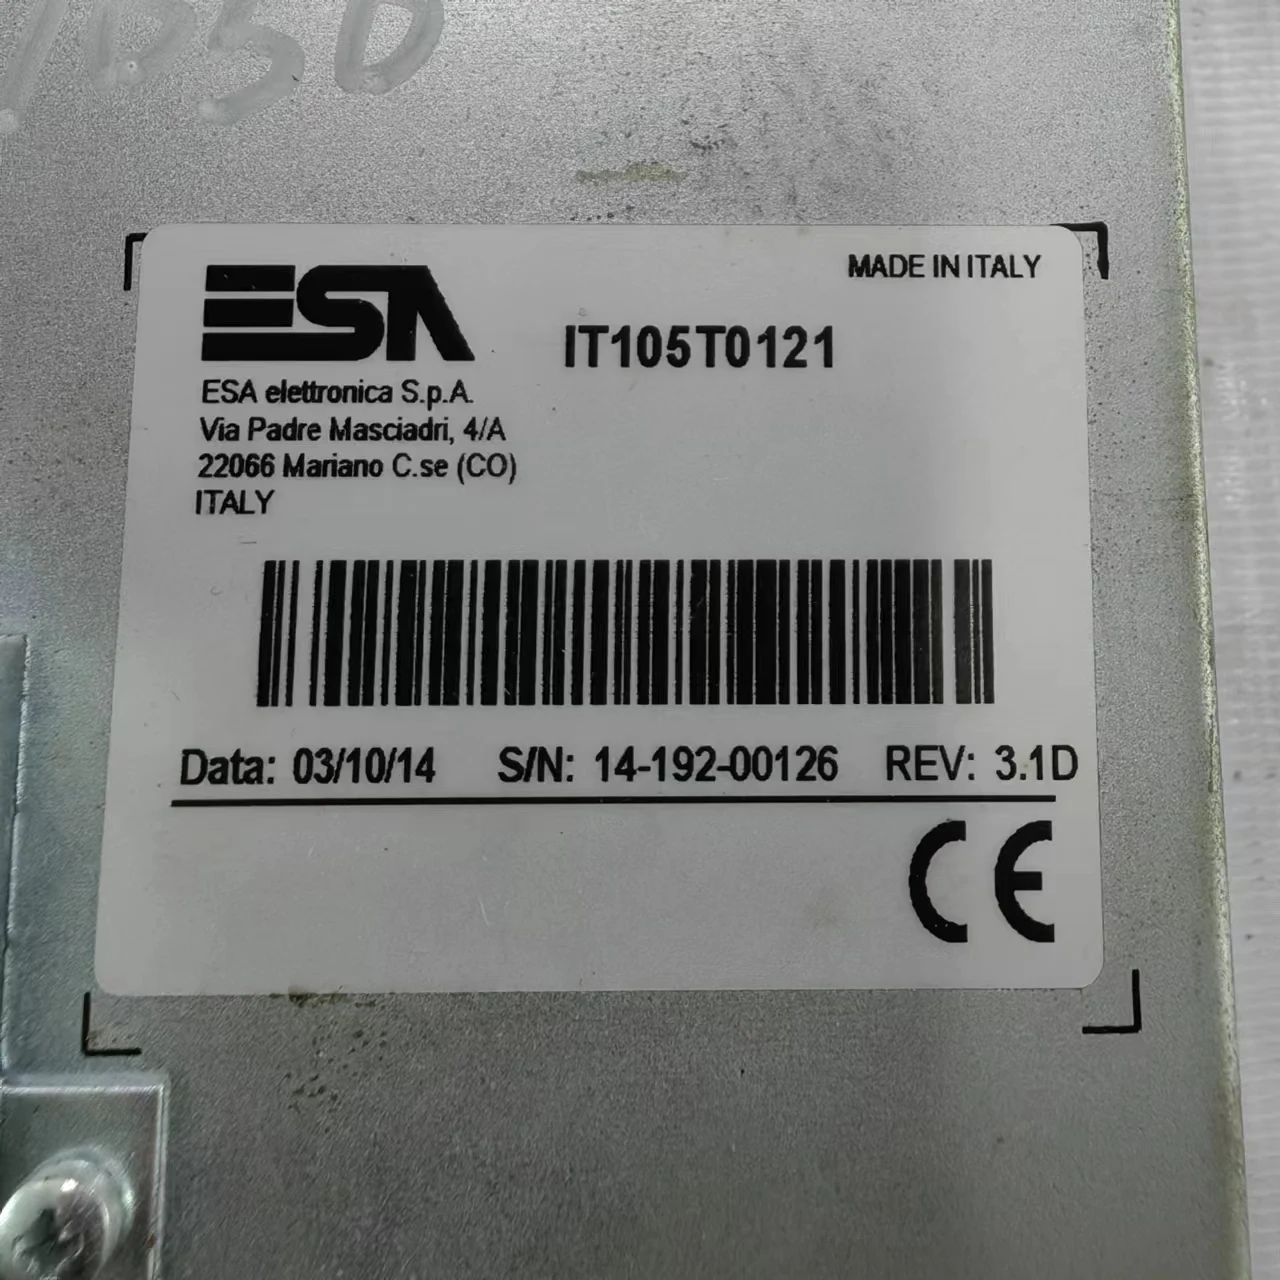 1050
ESA
MADE IN ITALY
IT105T0121
ESA elettronica S.p.A.
Via Padre Masciadri, 4/A
22066 Mariano C.se (CO)
ITALY
Data: 03/10/14 S/N: 14-192-00126 REV: 3.1D
CE